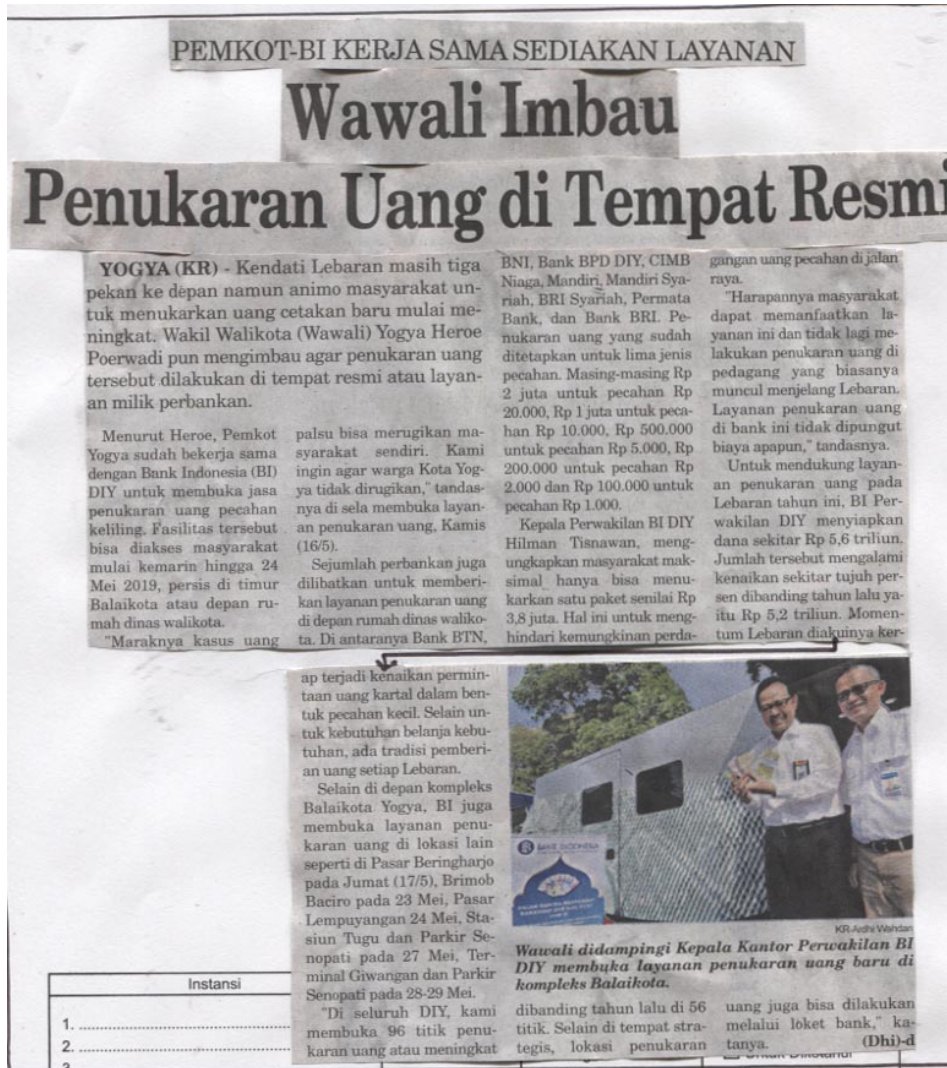 PEMKOT-BI KERJA SAMA SEDIAKAN LAYANAN
Wawali Imbau
Penukaran Uang di Tempat Resmi
YOGYA (KR) - Kendati Lebaran masih tiga
pekan ke depan namun animo masyarakat un-
tuk menukarkan uang cetakan baru mulai me-
ningkat. Wakil Walikota (Wawali) Yogya Heroe
Poerwadi pun mengimbau agar penukaran uang
tersebut dilakukan di tempat resmi atau layan-
an milik perbankan.
Menurut Heroe, Pemkot
Yogya sudah bekerja sama
dengan Bank Indonesia (BI)
DIY untuk membuka jasa
penukaran uang pecahan
keliling. Fasilitas tersebut
bisa diakses masyarakat
mulai kemarin hingga 24
Mei 2019, persis di timur
Balaikota atau depan ru-
mah dinas walikota.
"Maraknya kasus uang
palsu bisa merugikan ma-
syarakat sendiri. Kami
ingin agar warga Kota Yog-
ya tidak dirugikan," tandas-
nya di sela membuka layan-
an penukaran uang, Kamis
(16/5).
Sejumlah perbankan juga
dilibatkan untuk memberi-
kan layanan penukaran uang
di depan rumah dinas waliko-
ta. Di antaranya Bank BTN,
BNI, Bank BPD DIY, CIMB
Niaga, Mandiri, Mandiri Sya-
riah, BRI Syariah, Permata
Bank, dan Bank BRI. Pe-
nukaran uang yang sudah
ditetapkan untuk lima jenis
pecahan. Masing-masing Rp
2 juta untuk pecahan Rp
20.000, Rp 1 juta untuk peca-
han Rp 10.000, Rp 500.000
untuk pecahan Rp 5.000, Rp
200.000 untuk pecahan Rp
2.000 dan Rp 100.000 untuk
pecahan Rp 1.000.
Kepala Perwakilan BI DIY
Hilman Tisnawan, meng-
ungkapkan masyarakat mak-
simal hanya bisa menu-
karkan satu paket senilai Rp
3,8 juta. Hal ini untuk meng-
hindari kemungkinan perda-
gangan uang pecahan di jalan
raya.
"Harapannya masyarakat
dapat memanfaatkan la-
yanan ini dan tidak lagi me-
lakukan penukaran uang di
pedagang yang biasanya
muncul menjelang Lebaran.
Layanan penukaran uang
di bank ini tidak dipungut
biaya apapun," tandasnya.
Untuk mendukung layan-
an penukaran uang pada
Lebaran tahun ini, BI Per-
wakilan DIY menyiapkan
dana sekitar Rp 5,6 triliun.
Jumlah tersebut mengalami
kenaikan sekitar tujuh per-
sen dibanding tahun lalu ya-
itu Rp 5,2 triliun. Momen-
tum Lebaran diakuinya ker-
ap terjadi kenaikan permin-
taan uang kartal dalam ben-
tuk pecahan kecil. Selain un-
tuk kebutuhan belanja kebu-
tuhan, ada tradisi pemberi-
an uang setiap Lebaran.
Selain di depan kompleks
Balaikota Yogya, BI juga
membuka layanan penu-
karan uang di lokasi lain
seperti di Pasar Beringharjo
pada Jumat (17/5), Brimob
Baciro pada 23 Mei, Pasar
Lempuyangan 24 Mei, Sta-
siun Tugu dan Parkir Se-
nopati pada 27 Mei, Ter-
minal Giwangan dan Parkir
Senopati pada 28-29 Mei.
"Di seluruh DIY, kami
membuka 96 titik penu-
karan uang atau meningkat
BANK INDONESIA
KR-Ardhi Wahdan
Wawali didampingi Kepala Kantor Perwakilan BI
DIY membuka layanan penukaran uang baru di
kompleks Balaikota.
dibanding tahun lalu di 56
titik. Selain di tempat stra-
tegis, lokasi penukaran
uang juga bisa dilakukan
melalui loket bank," ka-
tanya. (Dhi)-d
Instansi
1.
2.